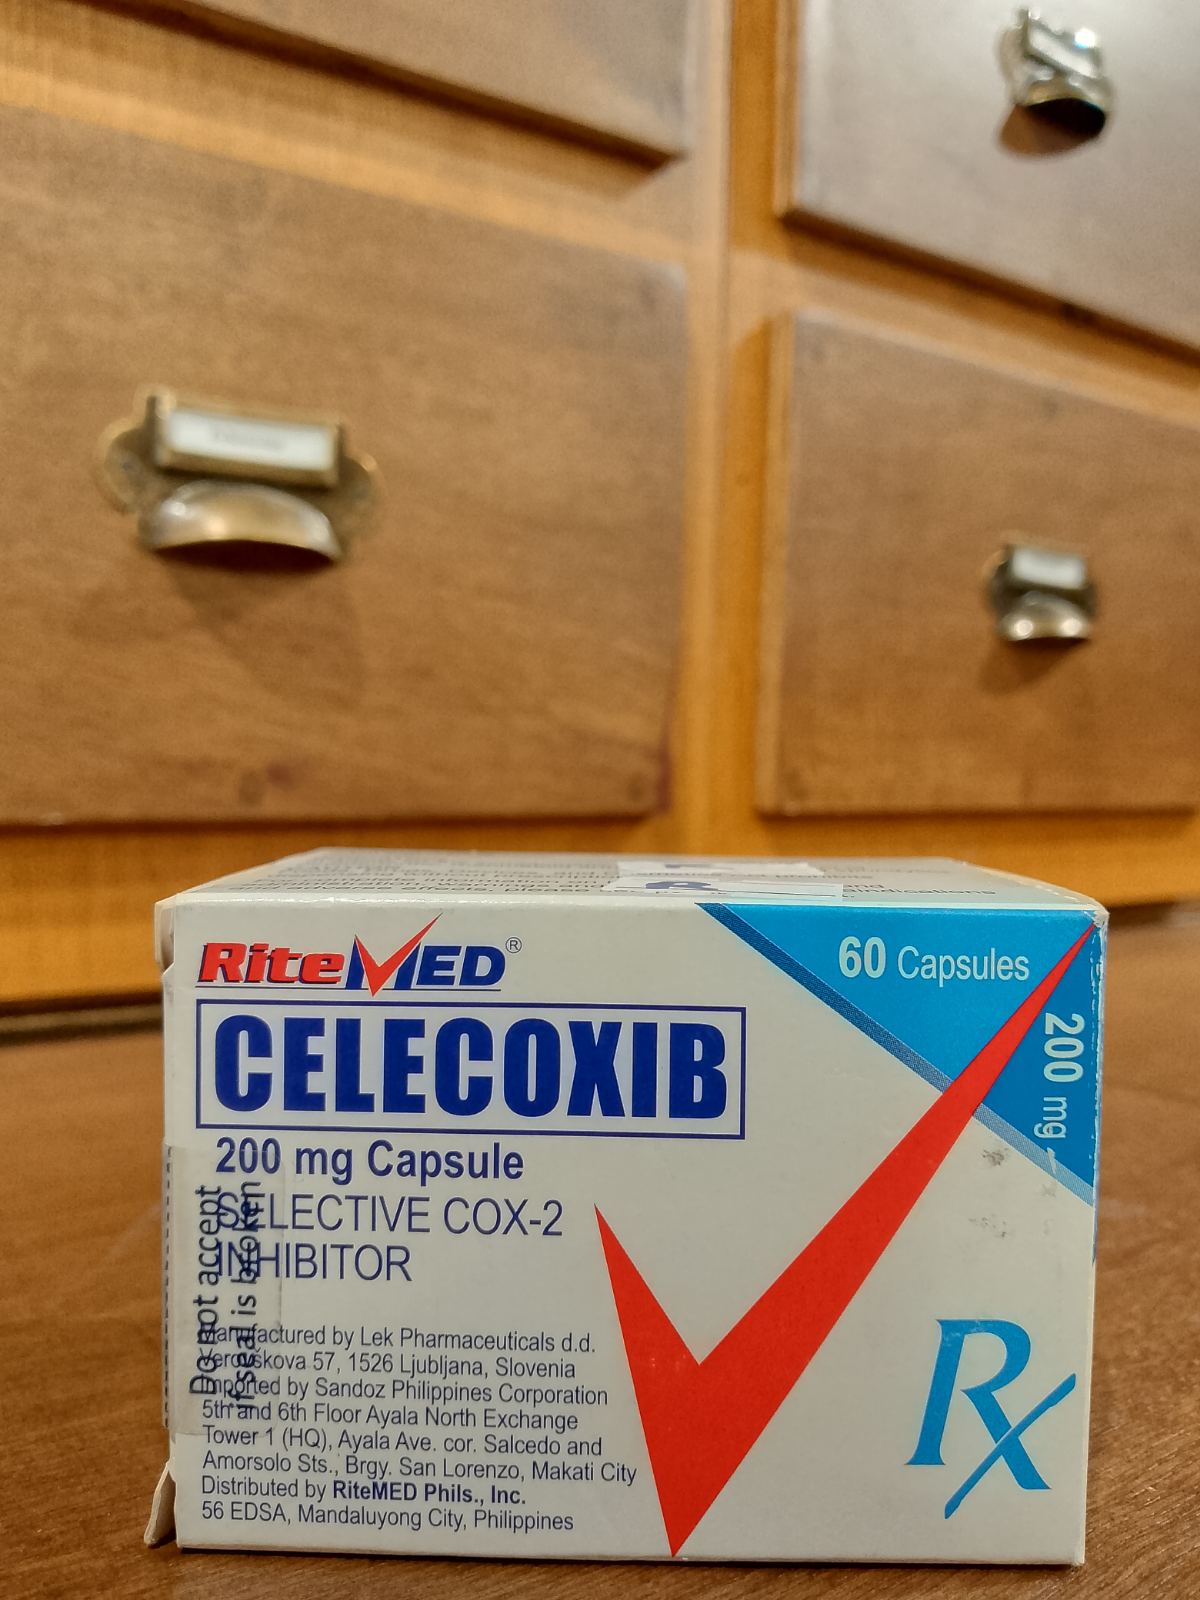 RiteMED®
CELECOXIB
200 mg Capsule
SELECTIVE COX-2
INHIBITOR
Manufactured by Lek Pharmaceuticals d.d.
Verovškova 57, 1526 Ljubljana, Slovenia
Imported by Sandoz Philippines Corporation
5th and 6th Floor Ayala North Exchange
Tower 1 (HQ), Ayala Ave. cor. Salcedo and
Amorsolo Sts., Brgy. San Lorenzo, Makati City
Distributed by RiteMED Phils., Inc.
56 EDSA, Mandaluyong City, Philippines
Do not accept
if seal is broken
60 Capsules
200 mg
Rx